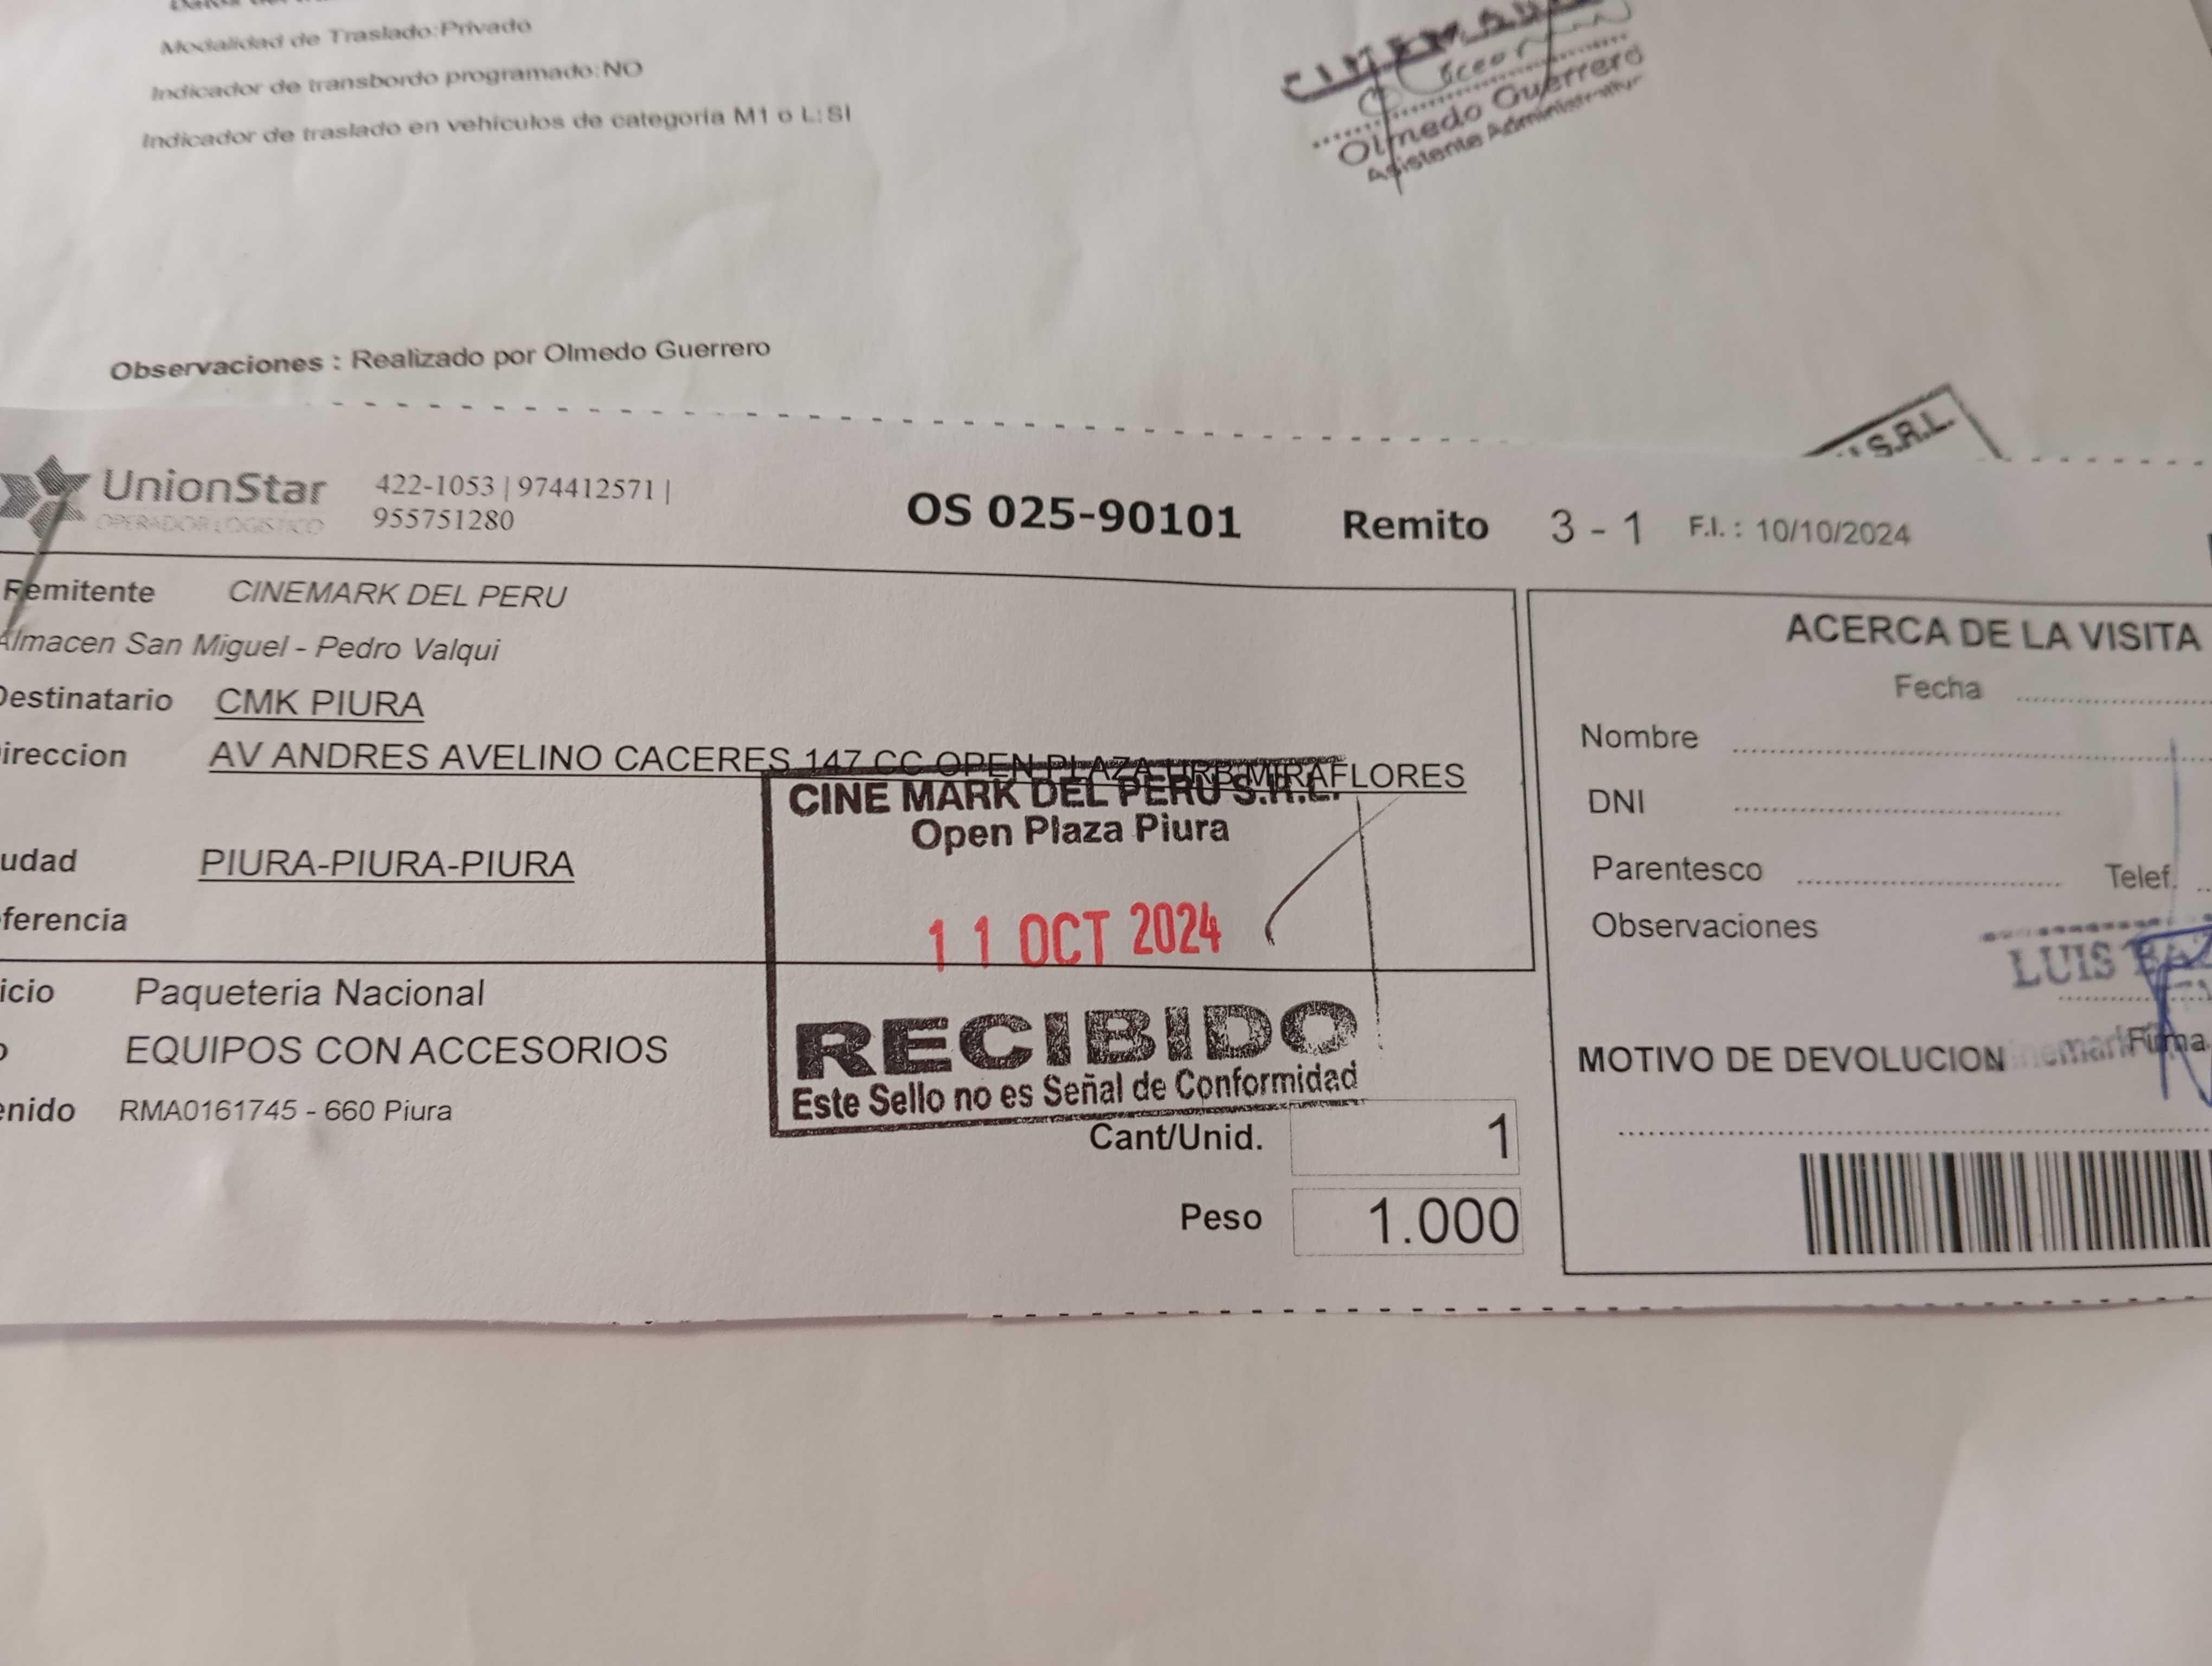 Modalidad de Traslado:Privado
Indicador de transbordo programado:NO
Indicador de traslado en vehículos de categoría M1 o L:SI
Olmedo Guerrero
Asistente Administrativo
Observaciones : Realizado por Olmedo Guerrero
S.R.L.
UnionStar
OPERADOR LOGISTICO
422-1053 | 974412571 |
955751280
OS 025-90101 Remito 3 - 1 F.I. : 10/10/2024
Remitente CINEMARK DEL PERU
Almacen San Miguel - Pedro Valqui
Destinatario CMK PIURA
ireccion AV ANDRES AVELINO CACERES 147 CC OPEN PLAZA URB MIRAFLORES
udad PIURA-PIURA-PIURA
ferencia
icio Paqueteria Nacional
o EQUIPOS CON ACCESORIOS
enido RMA0161745 - 660 Piura
CINE MARK DEL PERU S.R.L.
Open Plaza Piura
11 OCT 2024
RECIBIDO
Este Sello no es Señal de Conformidad
Cant/Unid. 1
Peso 1.000
ACERCA DE LA VISITA
Fecha
Nombre
DNI
Parentesco Telef.
Observaciones
LUIS
Firma
MOTIVO DE DEVOLUCION